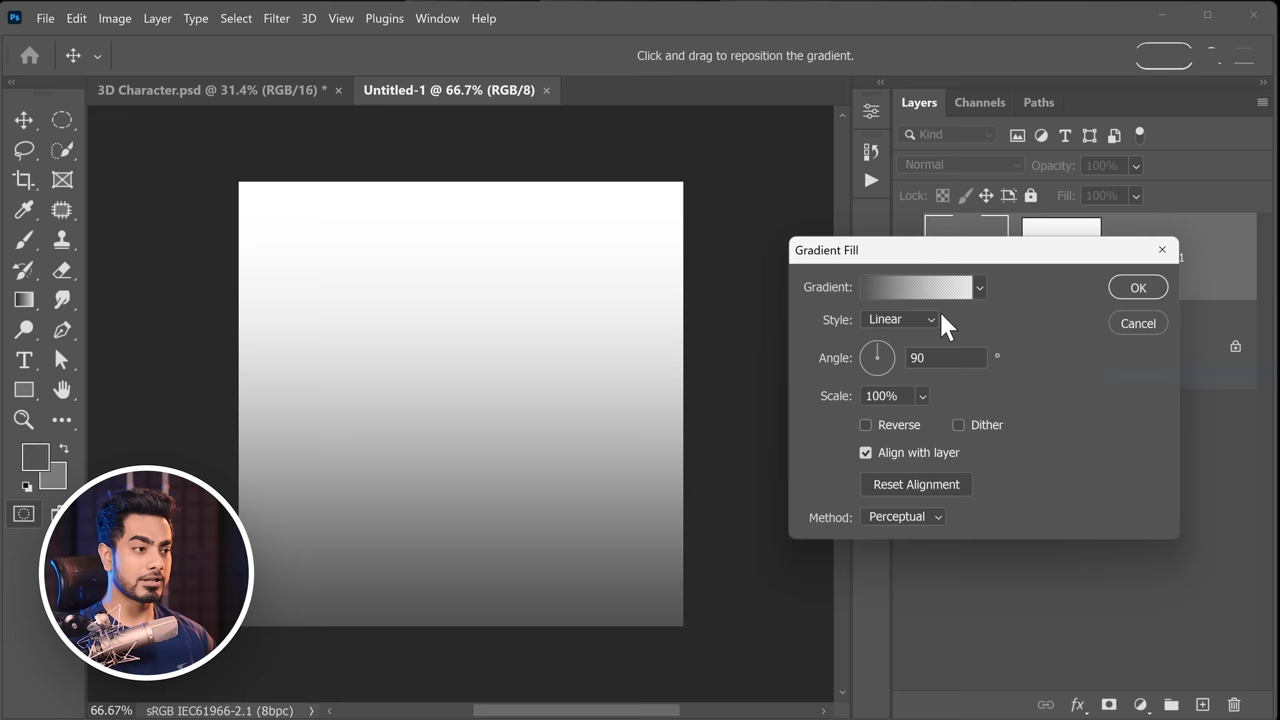 Ps File Edit Image Layer Type Select Filter 3D View Plugins Window Help
Click and drag to reposition the gradient.
3D Character.psd @ 31.4% (RGB/16) * × Untitled-1 @ 66.7% (RGB/8) ×
Layers Channels Paths
Kind
Normal Opacity: 100%
Lock: Fill: 100%
Gradient Fill
1
Gradient: OK
Style: Linear Cancel
Angle: 90 °
Scale: 100%
Reverse Dither
Align with layer
Reset Alignment
Method: Perceptual
66.67% sRGB IEC61966-2.1 (8bpc)
fx